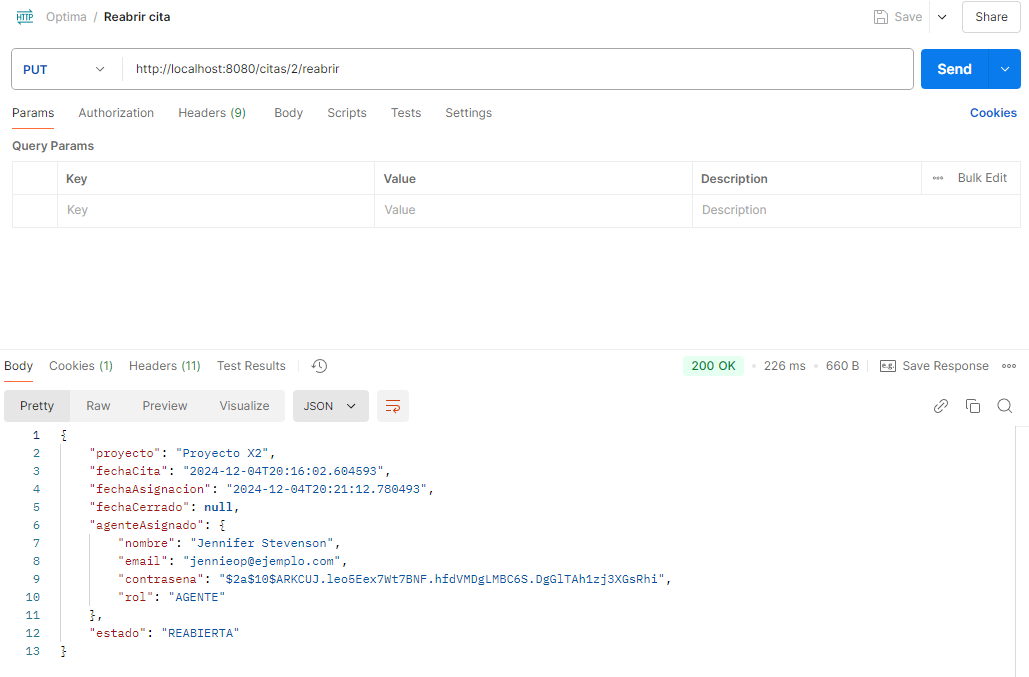 HTTP Optima / Reabrir cita Save Share
PUT http://localhost:8080/citas/2/reabrir Send
Params Authorization Headers (9) Body Scripts Tests Settings Cookies
Query Params
Key Value Description Bulk Edit
Key Value Description
Body Cookies (1) Headers (11) Test Results 200 OK 226 ms 660 B e.g. Save Response
Pretty Raw Preview Visualize JSON
1 {
2 "proyecto": "Proyecto X2",
3 "fechaCita": "2024-12-04T20:16:02.604593",
4 "fechaAsignacion": "2024-12-04T20:21:12.780493",
5 "fechaCerrado": null,
6 "agenteAsignado": {
7 "nombre": "Jennifer Stevenson",
8 "email": "jennieop@ejemplo.com",
9 "contrasena": "$2a$10$ARKCUJ.leo5Eex7Wt7BNF.hfdVMDgLMBC6S.DgGlTAh1zj3XGsRhi",
10 "rol": "AGENTE"
11 },
12 "estado": "REABIERTA"
13 }